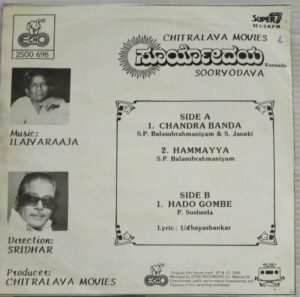 CHITRALAYA MOVIES
SUPER 7
33 1/3 R.P.M.
ECHO
2500 698
ಸೂರ್ಯೋದಯ
Kannada
SOORYODAYA
Music:
ILAIYARAAJA
SIDE A
1. CHANDRA BANDA
S.P. Balasubrahmaniyam & S. Janaki
2. HAMMAYYA
S.P. Balasubrahmaniyam
SIDE B
1. HADO GOMBE
P. Susheela
Lyric: Udhayashankar
Direction:
SRIDHAR
Producer:
CHITRALAYA MOVIES
ECHO